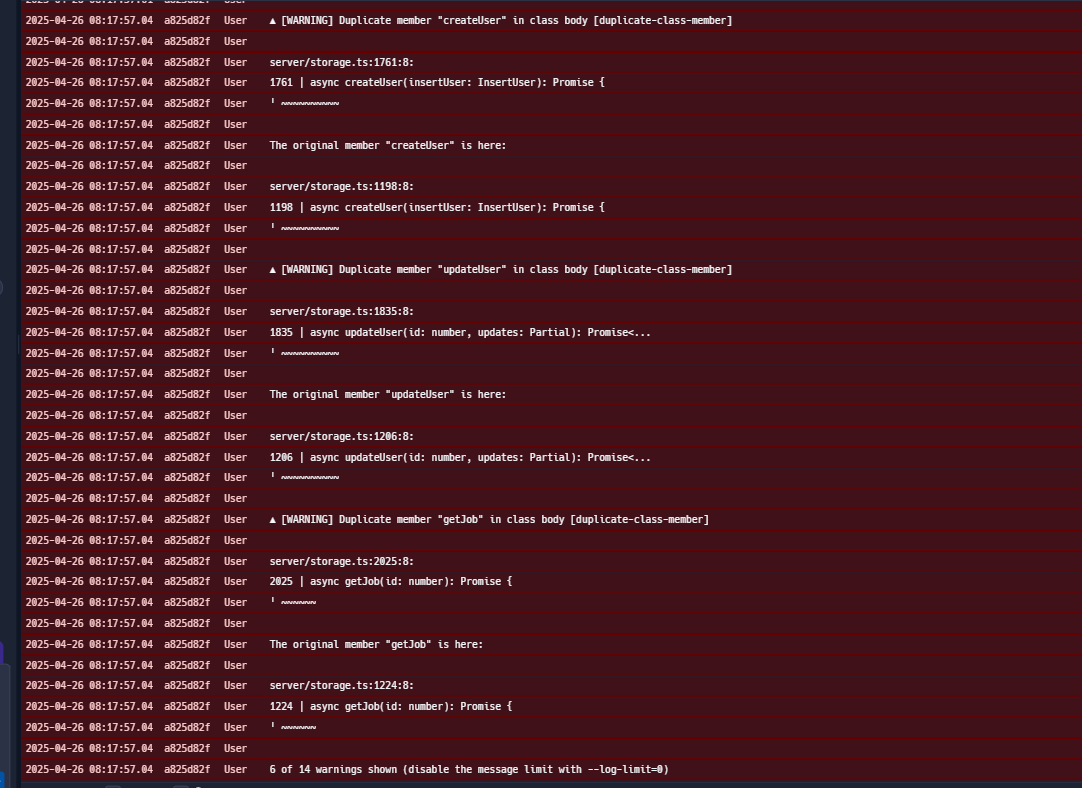 2025-04-26 08:17:57.04 a825d82f User ▲ [WARNING] Duplicate member "createUser" in class body [duplicate-class-member]
2025-04-26 08:17:57.04 a825d82f User
2025-04-26 08:17:57.04 a825d82f User server/storage.ts:1761:8:
2025-04-26 08:17:57.04 a825d82f User 1761 | async createUser(insertUser: InsertUser): Promise {
2025-04-26 08:17:57.04 a825d82f User ╵ ~~~~~~~~~~
2025-04-26 08:17:57.04 a825d82f User
2025-04-26 08:17:57.04 a825d82f User The original member "createUser" is here:
2025-04-26 08:17:57.04 a825d82f User
2025-04-26 08:17:57.04 a825d82f User server/storage.ts:1198:8:
2025-04-26 08:17:57.04 a825d82f User 1198 | async createUser(insertUser: InsertUser): Promise {
2025-04-26 08:17:57.04 a825d82f User ╵ ~~~~~~~~~~
2025-04-26 08:17:57.04 a825d82f User
2025-04-26 08:17:57.04 a825d82f User ▲ [WARNING] Duplicate member "updateUser" in class body [duplicate-class-member]
2025-04-26 08:17:57.04 a825d82f User
2025-04-26 08:17:57.04 a825d82f User server/storage.ts:1835:8:
2025-04-26 08:17:57.04 a825d82f User 1835 | async updateUser(id: number, updates: Partial): Promise<...
2025-04-26 08:17:57.04 a825d82f User ╵ ~~~~~~~~~~
2025-04-26 08:17:57.04 a825d82f User
2025-04-26 08:17:57.04 a825d82f User The original member "updateUser" is here:
2025-04-26 08:17:57.04 a825d82f User
2025-04-26 08:17:57.04 a825d82f User server/storage.ts:1206:8:
2025-04-26 08:17:57.04 a825d82f User 1206 | async updateUser(id: number, updates: Partial): Promise<...
2025-04-26 08:17:57.04 a825d82f User ╵ ~~~~~~~~~~
2025-04-26 08:17:57.04 a825d82f User
2025-04-26 08:17:57.04 a825d82f User ▲ [WARNING] Duplicate member "getJob" in class body [duplicate-class-member]
2025-04-26 08:17:57.04 a825d82f User
2025-04-26 08:17:57.04 a825d82f User server/storage.ts:2025:8:
2025-04-26 08:17:57.04 a825d82f User 2025 | async getJob(id: number): Promise {
2025-04-26 08:17:57.04 a825d82f User ╵ ~~~~~~
2025-04-26 08:17:57.04 a825d82f User
2025-04-26 08:17:57.04 a825d82f User The original member "getJob" is here:
2025-04-26 08:17:57.04 a825d82f User
2025-04-26 08:17:57.04 a825d82f User server/storage.ts:1224:8:
2025-04-26 08:17:57.04 a825d82f User 1224 | async getJob(id: number): Promise {
2025-04-26 08:17:57.04 a825d82f User ╵ ~~~~~~
2025-04-26 08:17:57.04 a825d82f User
2025-04-26 08:17:57.04 a825d82f User 6 of 14 warnings shown (disable the message limit with --log-limit=0)